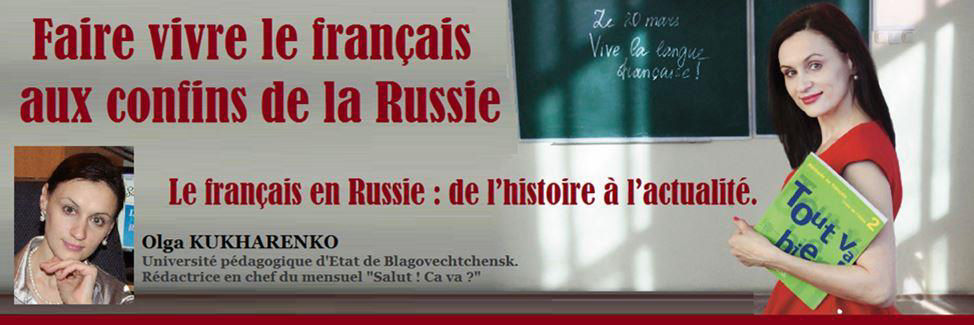 Faire vivre le français
aux confins de la Russie
Le 20 mars
Vive la langue
française !
Le français en Russie : de l'histoire à l'actualité.
Olga KUKHARENKO
Université pédagogique d'Etat de Blagovechtchensk.
Rédactrice en chef du mensuel "Salut ! Ca va ?"
Tout va
bie
2